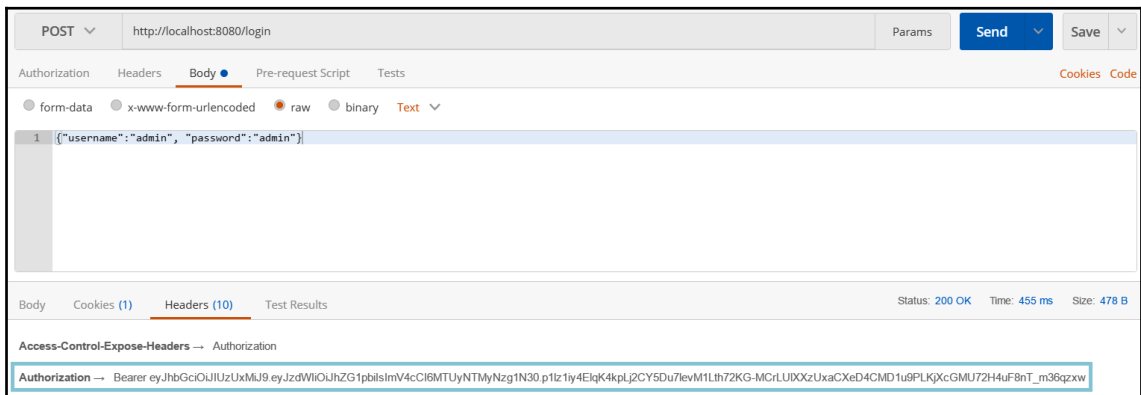 POST http://localhost:8080/login Params Send Save
Authorization Headers Body Pre-request Script Tests Cookies Code
form-data x-www-form-urlencoded raw binary Text
1 {"username":"admin", "password":"admin"}
Body Cookies (1) Headers (10) Test Results Status: 200 OK Time: 455 ms Size: 478 B
Access-Control-Expose-Headers → Authorization
Authorization → Bearer eyJhbGciOiJIUzUxMiJ9.eyJzdWIiOiJhZG1pbiIsImV4cCI6MTUyNTMyNzg1N30.p1Iz1iy4ElqK4kpLj2CY5Du7IevM1Lth72KG-MCrLUlXXzUxaCXeD4CMD1u9PLKjXcGMU72H4uF8nT_m36qzxw